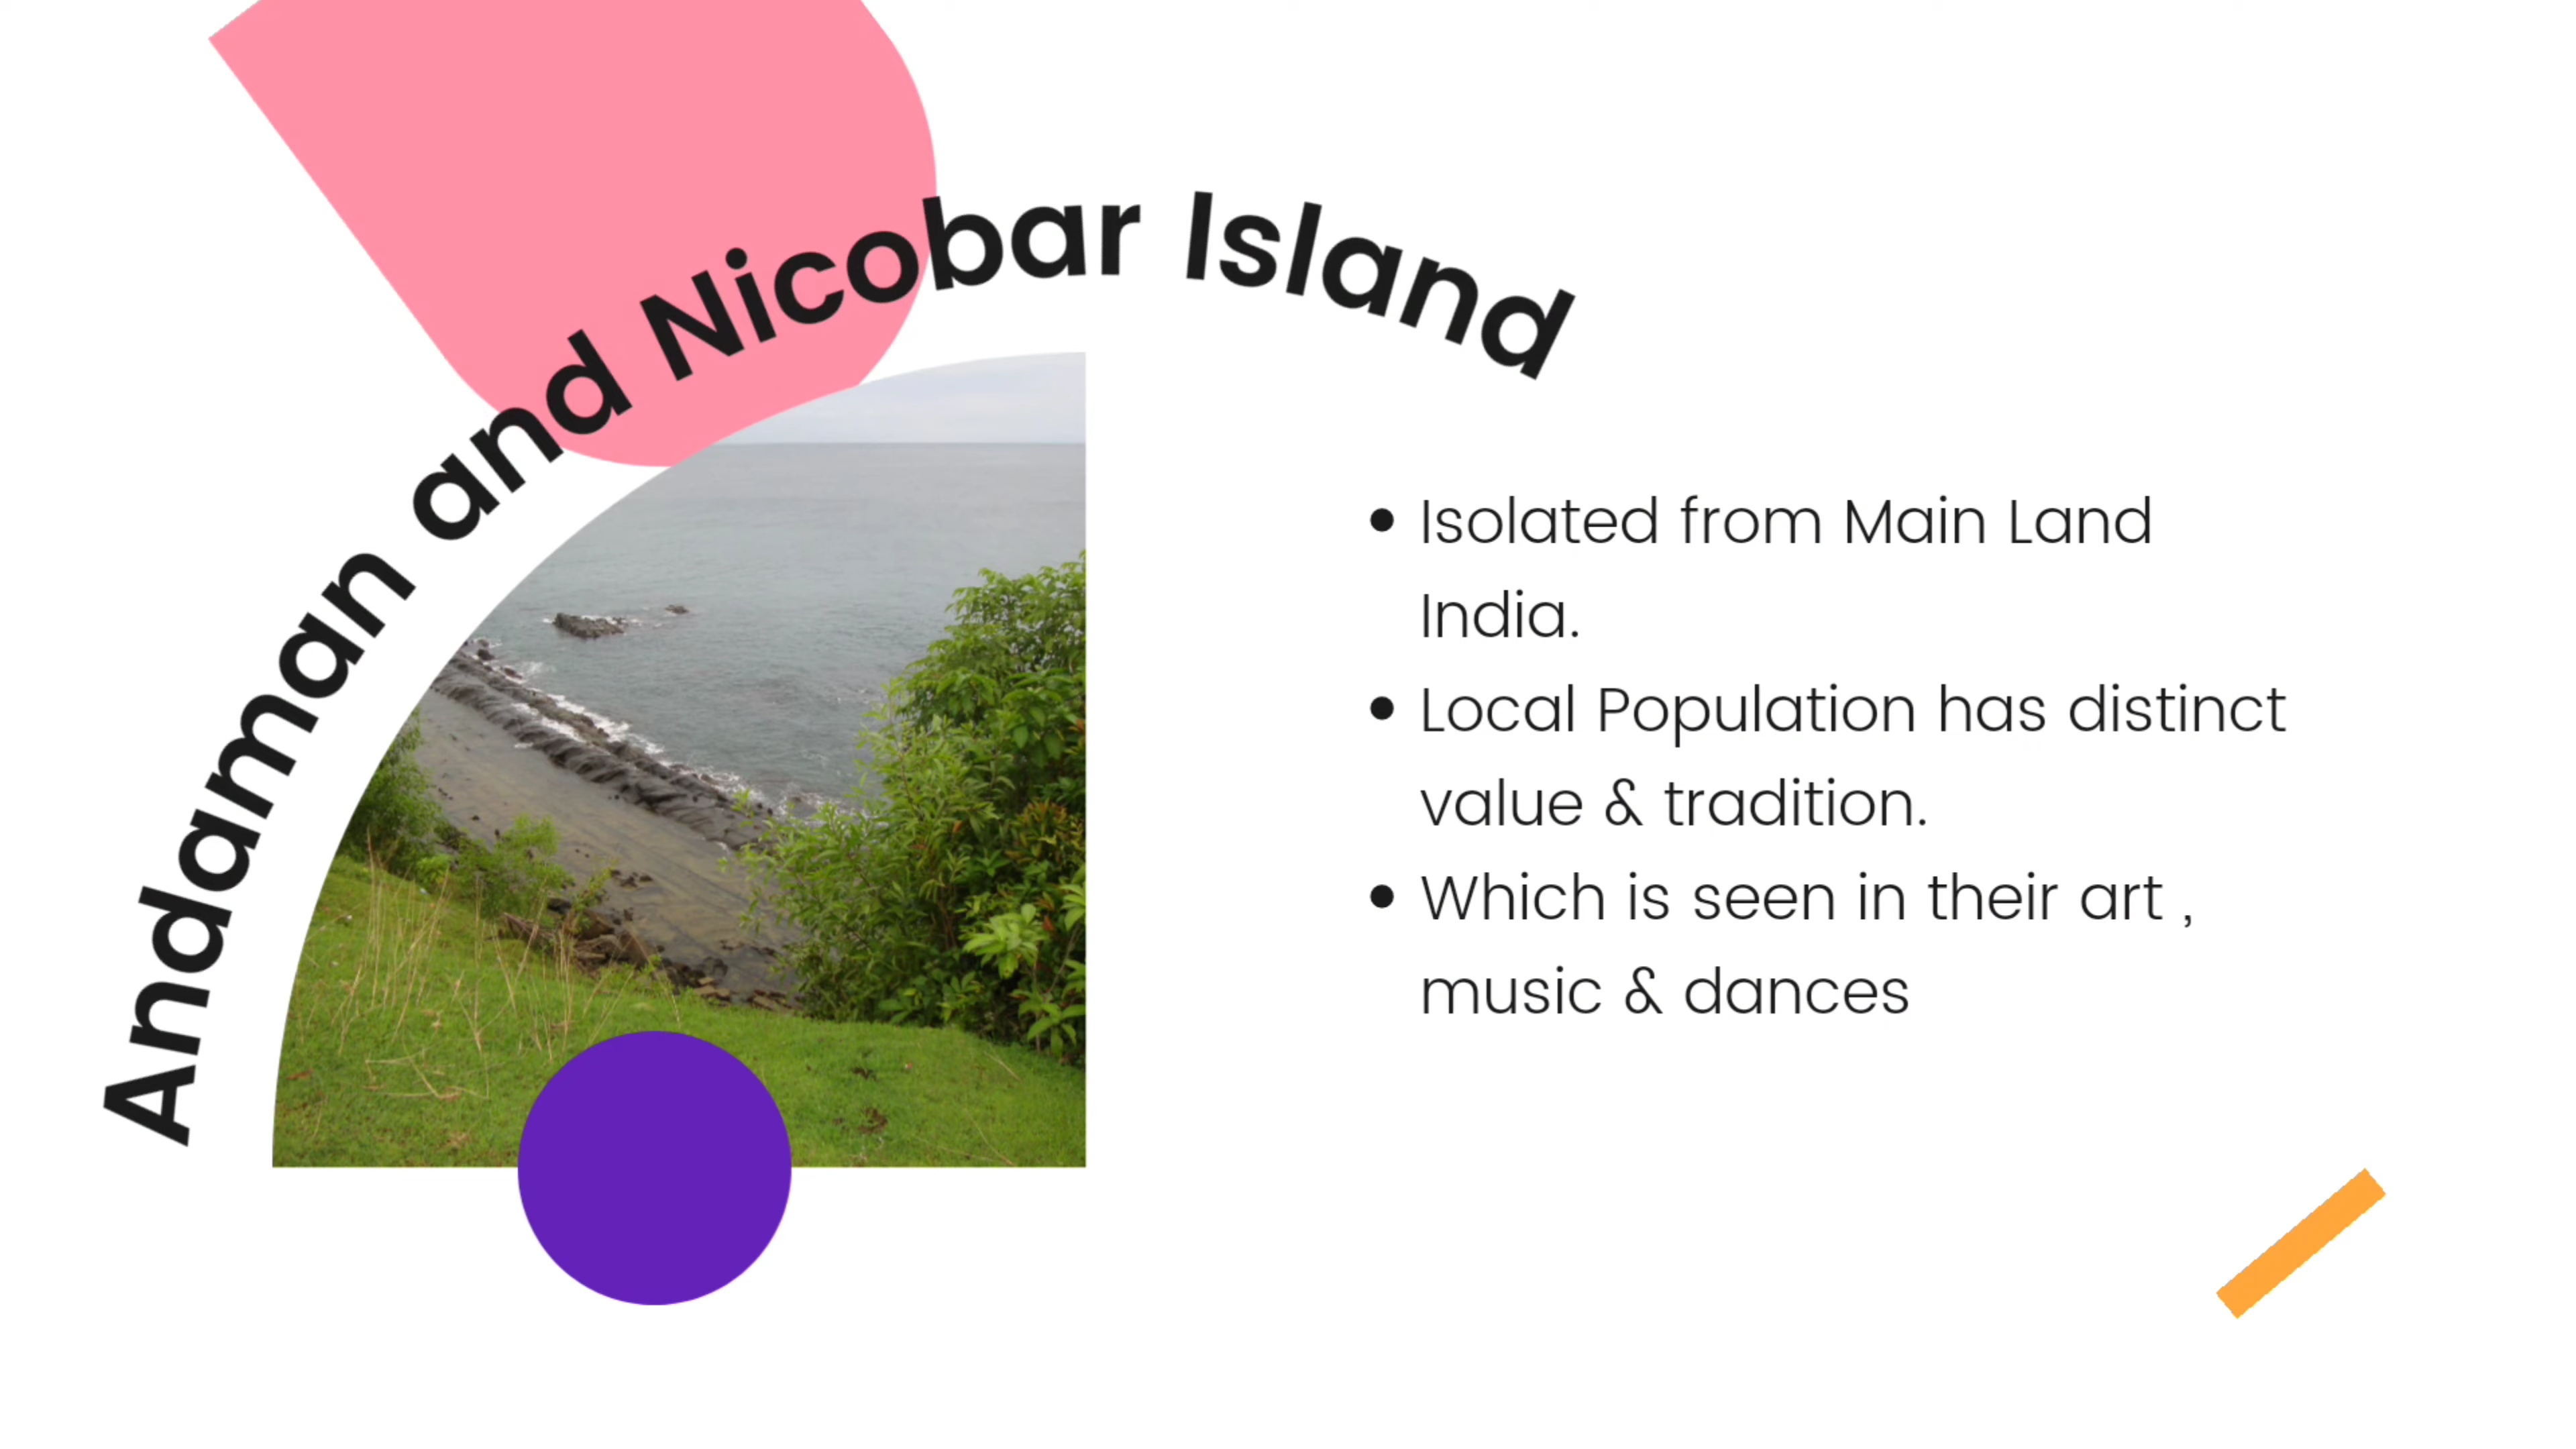 Andaman and Nicobar Island
• Isolated from Main Land
India.
• Local Population has distinct
value & tradition.
• Which is seen in their art ,
music & dances